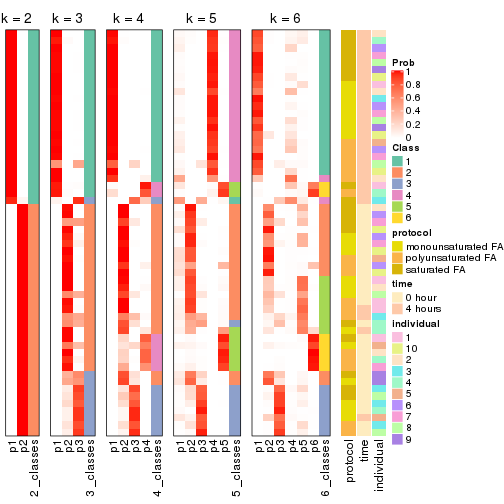 k = 2 k = 3 k = 4 k = 5 k = 6
p1
p2
2_classes
p1
p2
p3
3_classes
p1
p2
p3
p4
4_classes
p1
p2
p3
p4
p5
5_classes
p1
p2
p3
p4
p5
p6
6_classes
protocol
time
individual
Prob
1
0.8
0.6
0.4
0.2
0
Class
1
2
3
4
5
6
protocol
monounsaturated FA
polyunsaturated FA
saturated FA
time
0 hour
4 hours
individual
1
10
2
3
4
5
6
7
8
9